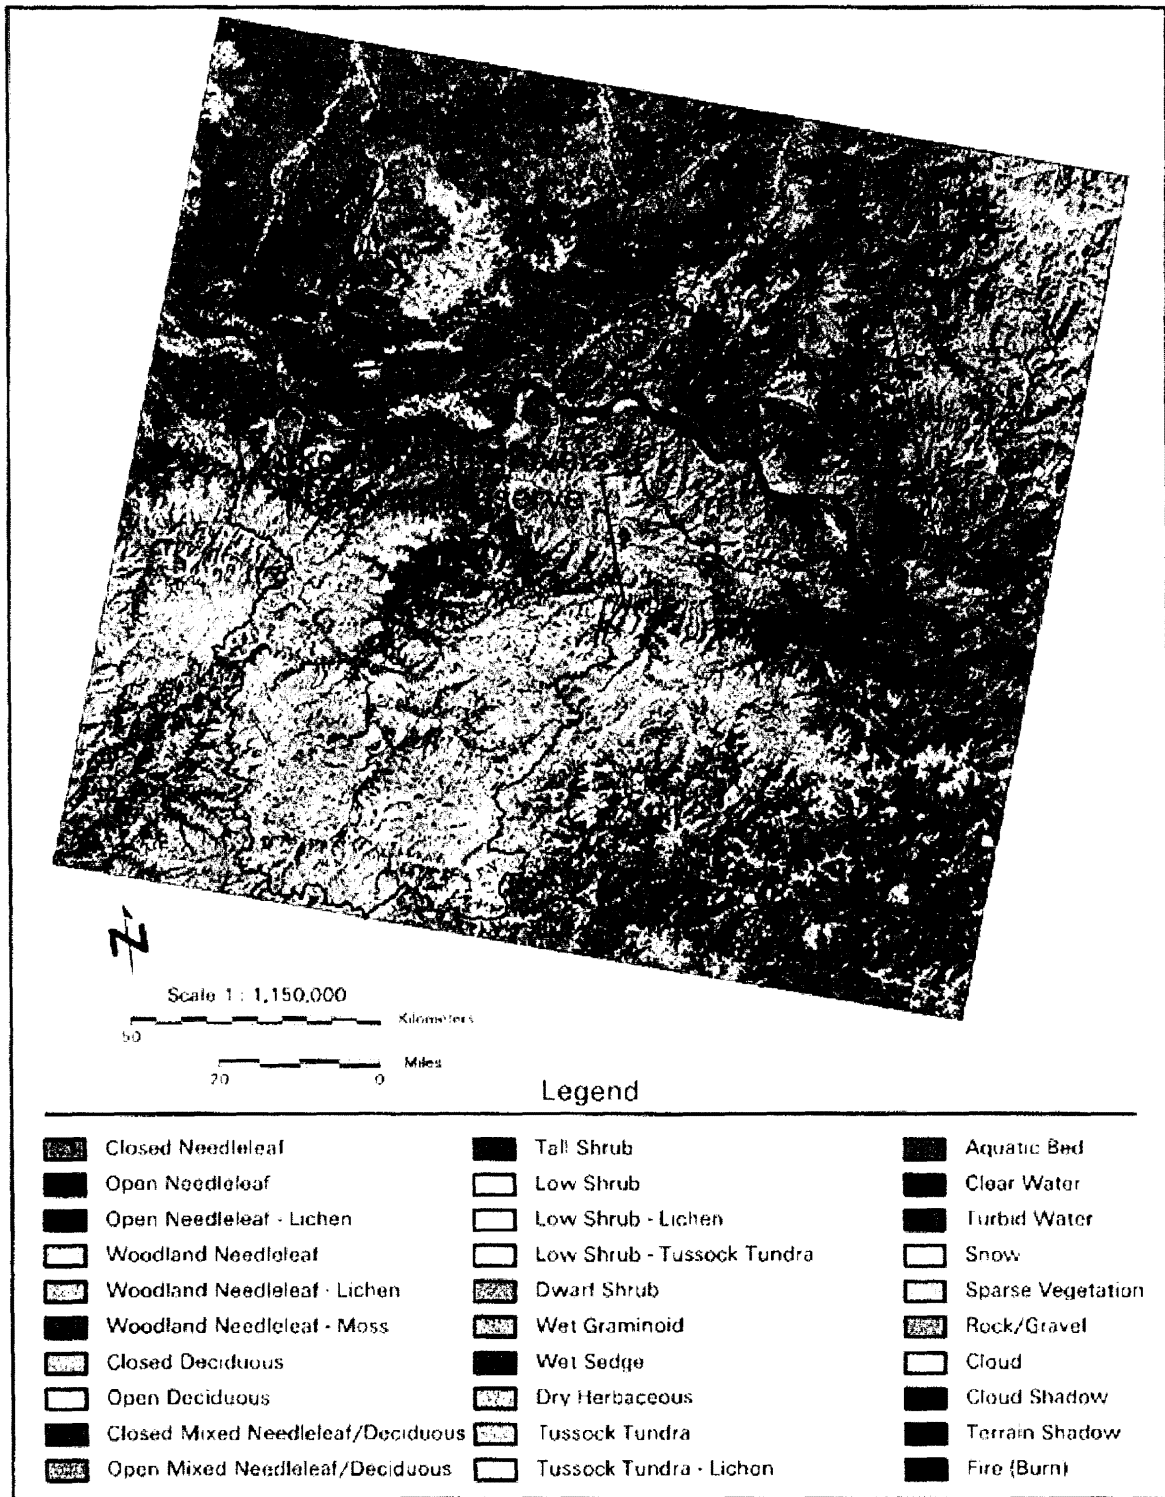 Z
Scale 1 : 1,150,000
Kilometers
50
Miles
20 0
Legend
Closed Needleleaf
Open Needleleaf
Open Needleleaf - Lichen
Woodland Needleleaf
Woodland Needleleaf - Lichen
Woodland Needleleaf - Moss
Closed Deciduous
Open Deciduous
Closed Mixed Needleleaf/Deciduous
Open Mixed Needleleaf/Deciduous
Tall Shrub
Low Shrub
Low Shrub - Lichen
Low Shrub - Tussock Tundra
Dwarf Shrub
Wet Graminoid
Wet Sedge
Dry Herbaceous
Tussock Tundra
Tussock Tundra - Lichen
Aquatic Bed
Clear Water
Turbid Water
Snow
Sparse Vegetation
Rock/Gravel
Cloud
Cloud Shadow
Terrain Shadow
Fire (Burn)